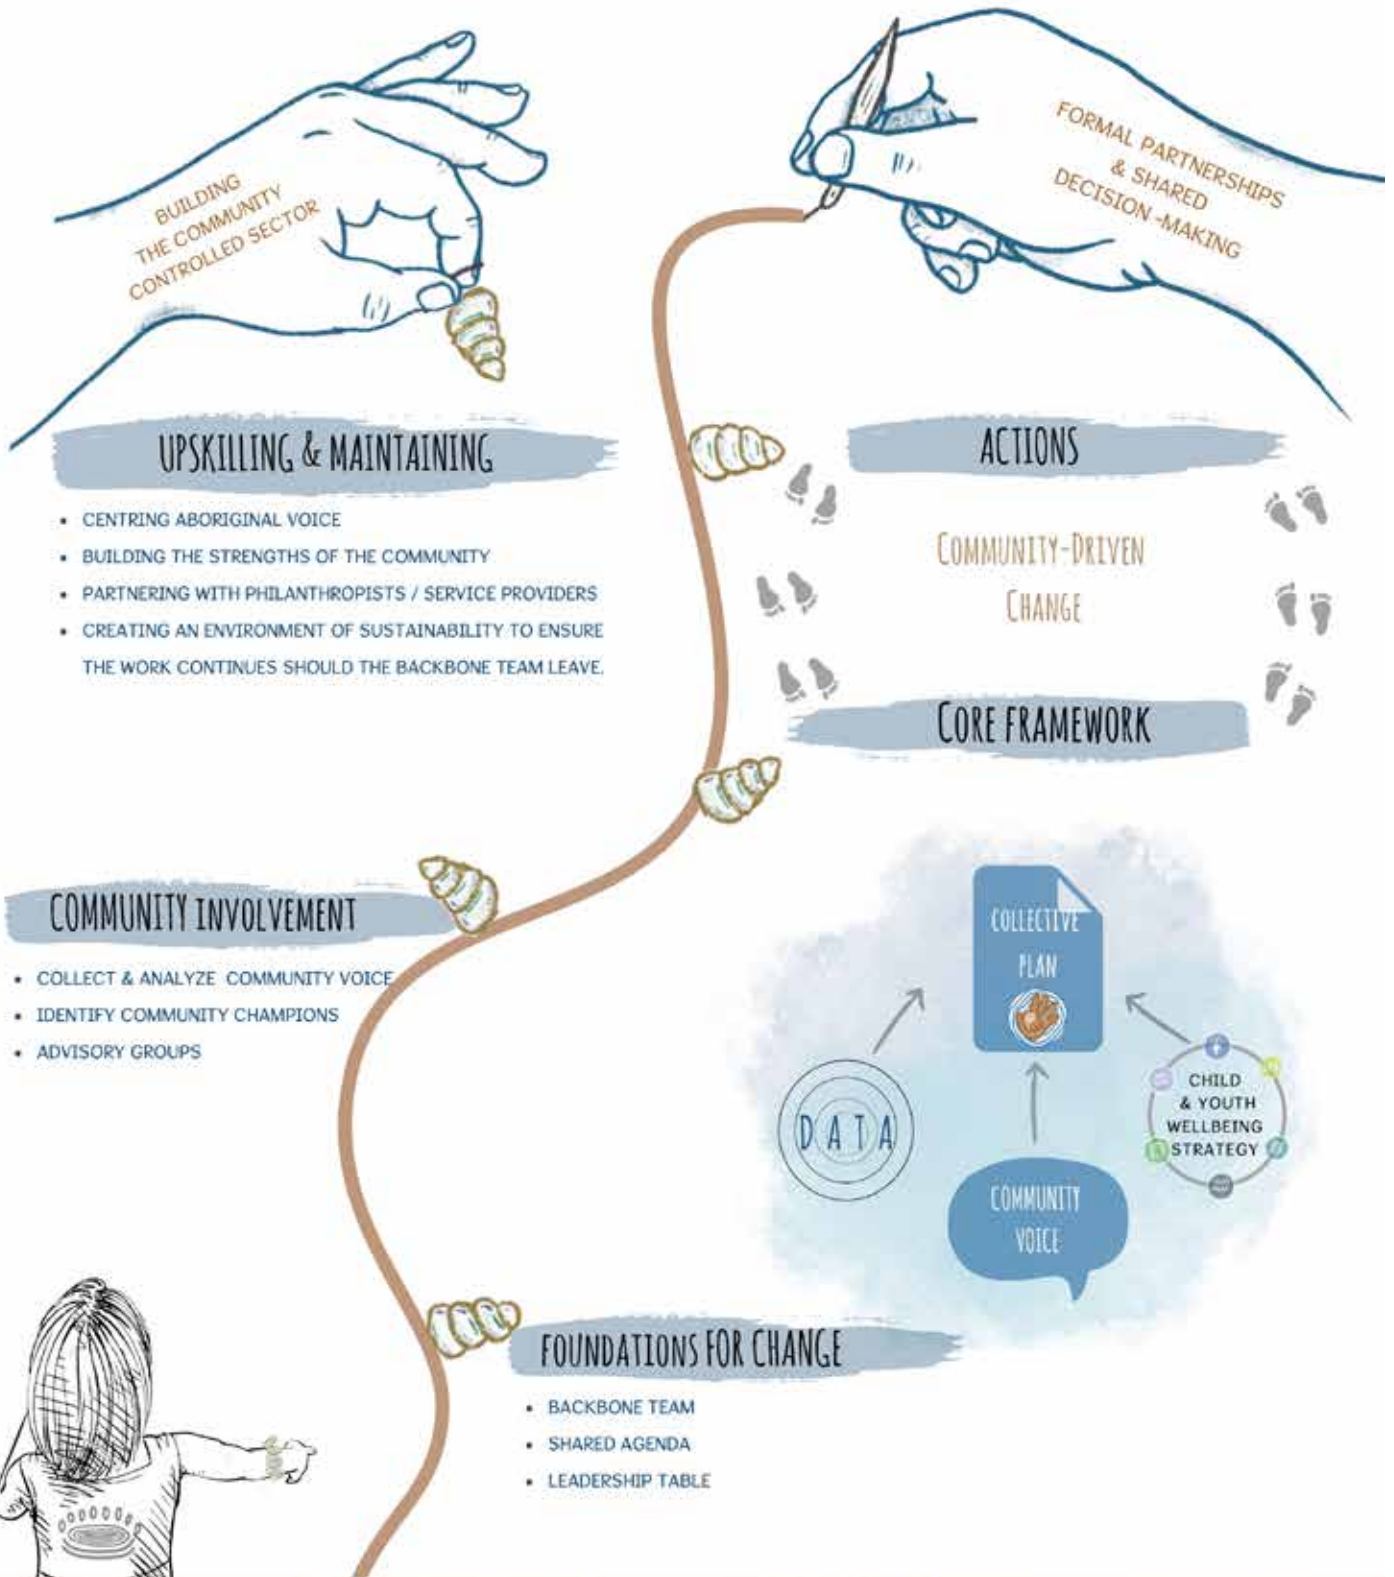 BUILDING
THE COMMUNITY
CONTROLLED SECTOR
FORMAL PARTNERSHIPS
& SHARED
DECISION -MAKING
UPSKILLING & MAINTAINING
• CENTRING ABORIGINAL VOICE
• BUILDING THE STRENGTHS OF THE COMMUNITY
• PARTNERING WITH PHILANTHROPISTS / SERVICE PROVIDERS
• CREATING AN ENVIRONMENT OF SUSTAINABILITY TO ENSURE
THE WORK CONTINUES SHOULD THE BACKBONE TEAM LEAVE.
ACTIONS
COMMUNITY-DRIVEN
CHANGE
CORE FRAMEWORK
COMMUNITY INVOLVEMENT
• COLLECT & ANALYZE COMMUNITY VOICE
• IDENTIFY COMMUNITY CHAMPIONS
• ADVISORY GROUPS
COLLECTIVE
PLAN
DATA
CHILD
& YOUTH
WELLBEING
STRATEGY
COMMUNITY
VOICE
FOUNDATIONS FOR CHANGE
• BACKBONE TEAM
• SHARED AGENDA
• LEADERSHIP TABLE